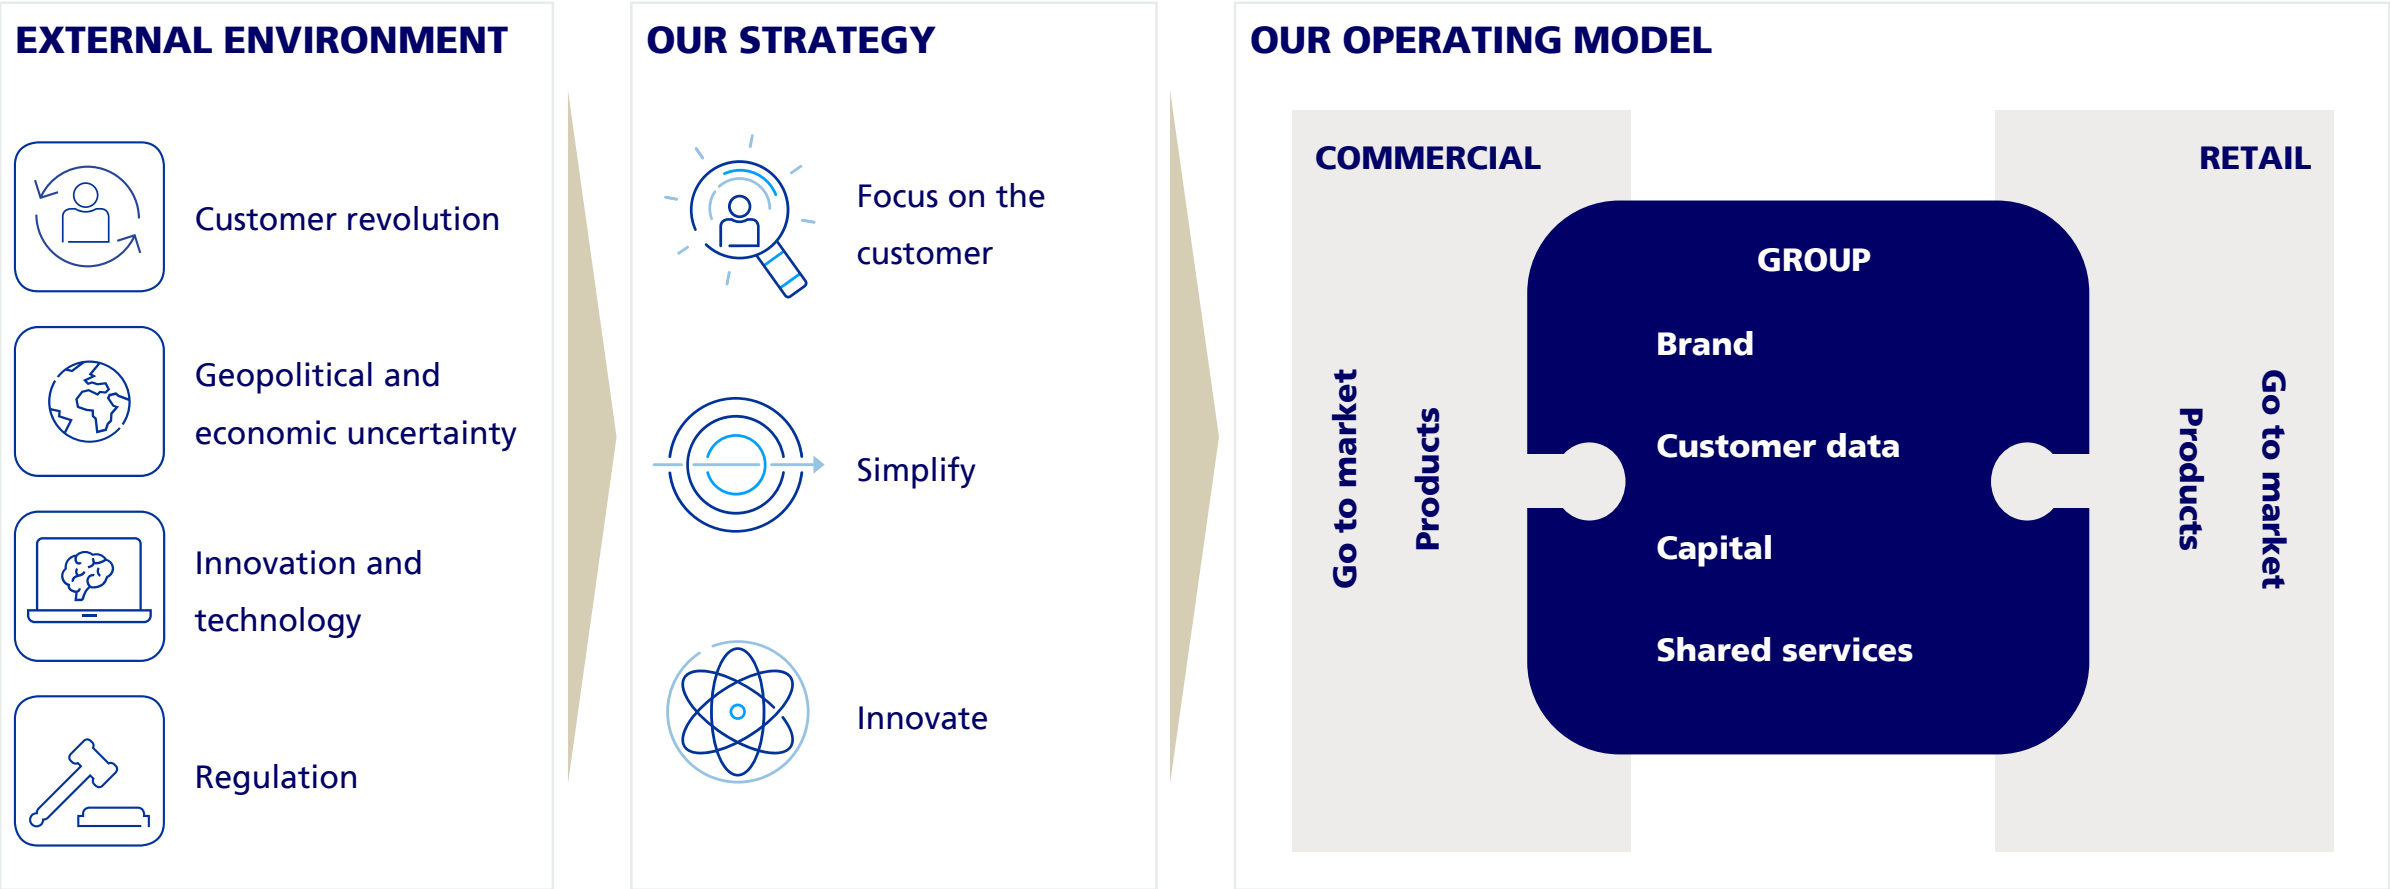 EXTERNAL ENVIRONMENT
Customer revolution
Geopolitical and
economic uncertainty
Innovation and
technology
Regulation
OUR STRATEGY
Focus on the
customer
Simplify
Innovate
OUR OPERATING MODEL
COMMERCIAL
Go to market
Products
GROUP
Brand
Customer data
Capital
Shared services
RETAIL
Products
Go to market